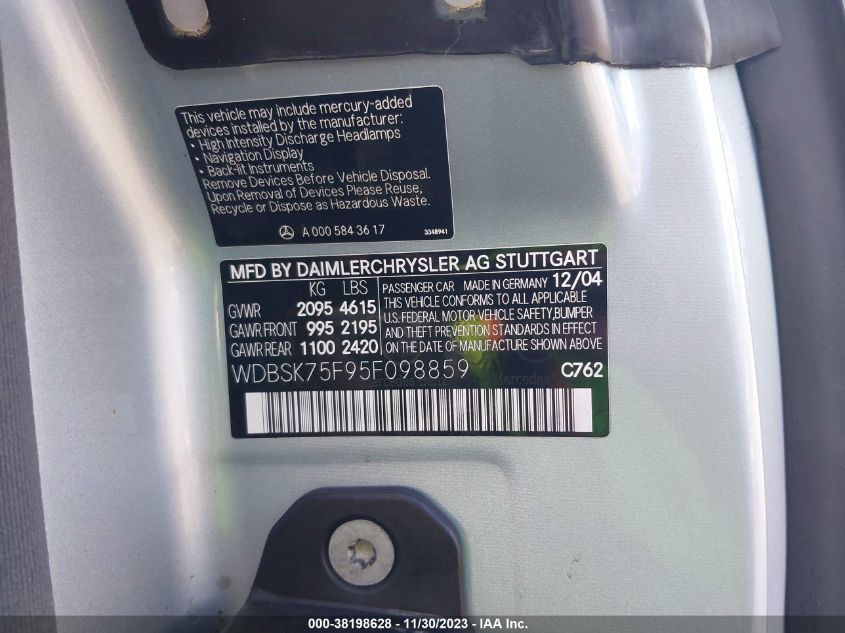 This vehicle may include mercury-added
devices installed by the manufacturer:
• High Intensity Discharge Headlamps
• Navigation Display
• Back-lit Instruments
Remove Devices Before Vehicle Disposal.
Upon Removal of Devices Please Reuse,
Recycle or Dispose as Hazardous Waste.
A 000 584 36 17
3348941
MFD BY DAIMLERCHRYSLER AG STUTTGART
KG LBS
GVWR 2095 4615
GAWR FRONT 995 2195
GAWR REAR 1100 2420
PASSENGER CAR MADE IN GERMANY 12/04
THIS VEHICLE CONFORMS TO ALL APPLICABLE
U.S. FEDERAL MOTOR VEHICLE SAFETY,BUMPER
AND THEFT PREVENTION STANDARDS IN EFFECT
ON THE DATE OF MANUFACTURE SHOWN ABOVE
WDBSK75F95F098859
C762
000-38198628 - 11/30/2023 - IAA Inc.